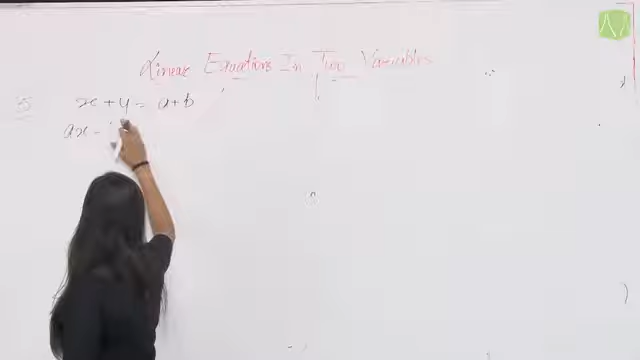 Linear Equations In Two Variables
x + y = a + b
ax -